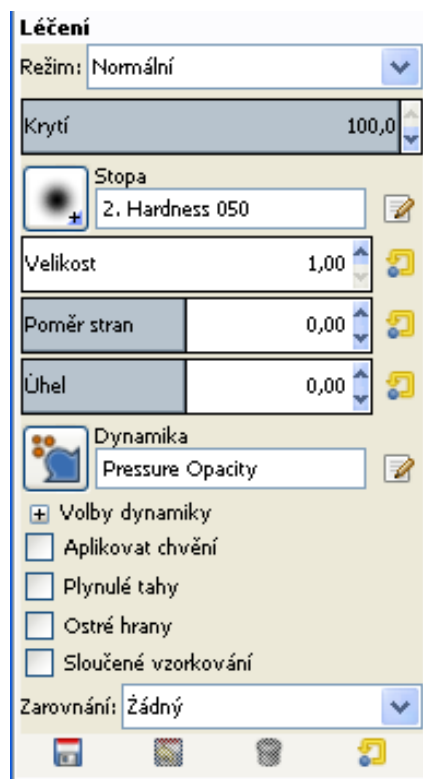 Léčení
Režim: Normální
Krytí 100,0
Stopa
2. Hardness 050
Velikost 1,00
Poměr stran 0,00
Úhel 0,00
Dynamika
Pressure Opacity
Volby dynamiky
Aplikovat chvění
Plynulé tahy
Ostré hrany
Sloučené vzorkování
Zarovnání: Žádný